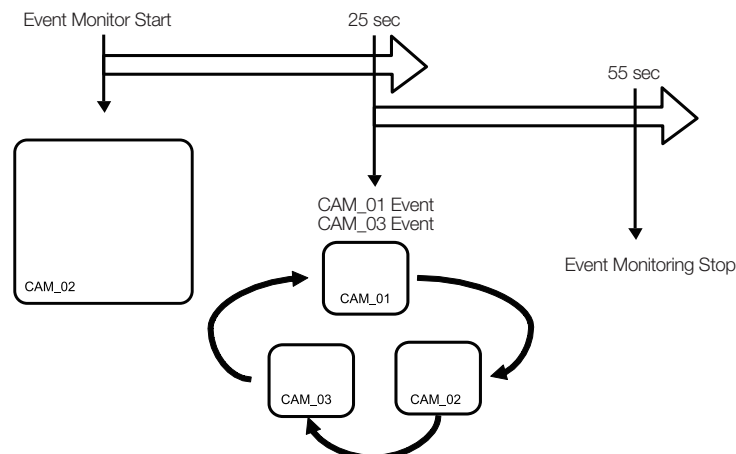 Event Monitor Start
25 sec
55 sec
CAM_02
CAM_01 Event
CAM_03 Event
Event Monitoring Stop
CAM_01
CAM_03
CAM_02